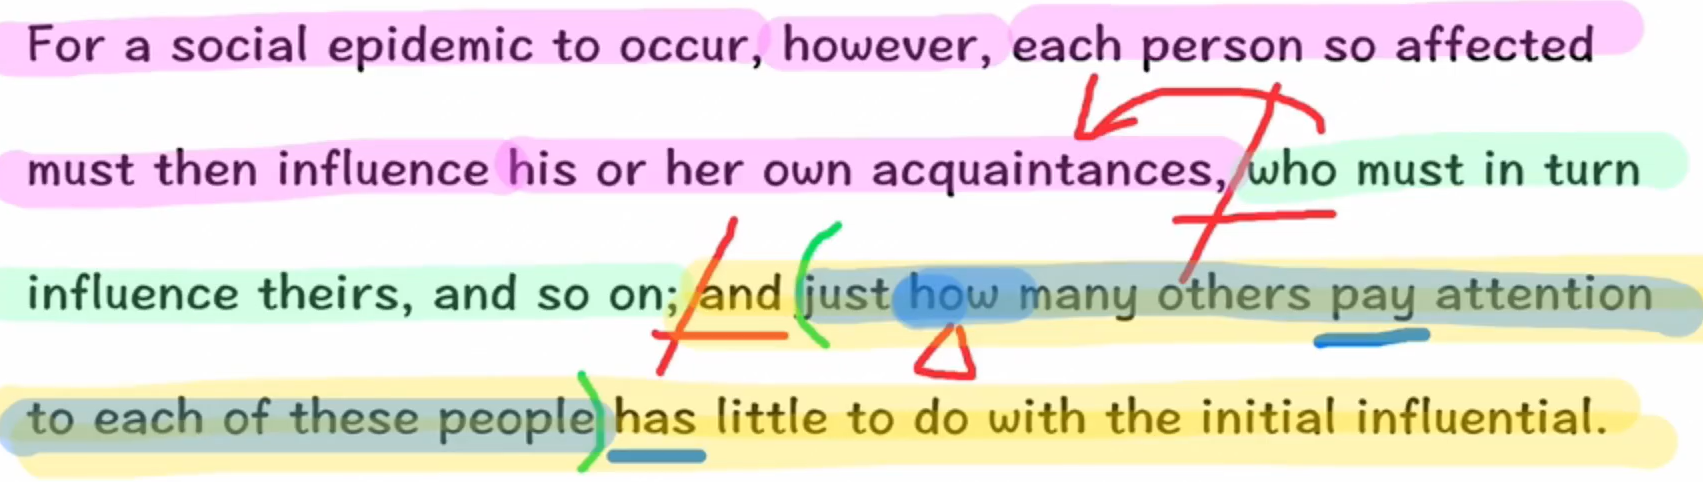 For a social epidemic to occur, however, each person so affected
must then influence his or her own acquaintances, who must in turn
influence theirs, and so on; and just how many others pay attention
to each of these people has little to do with the initial influential.